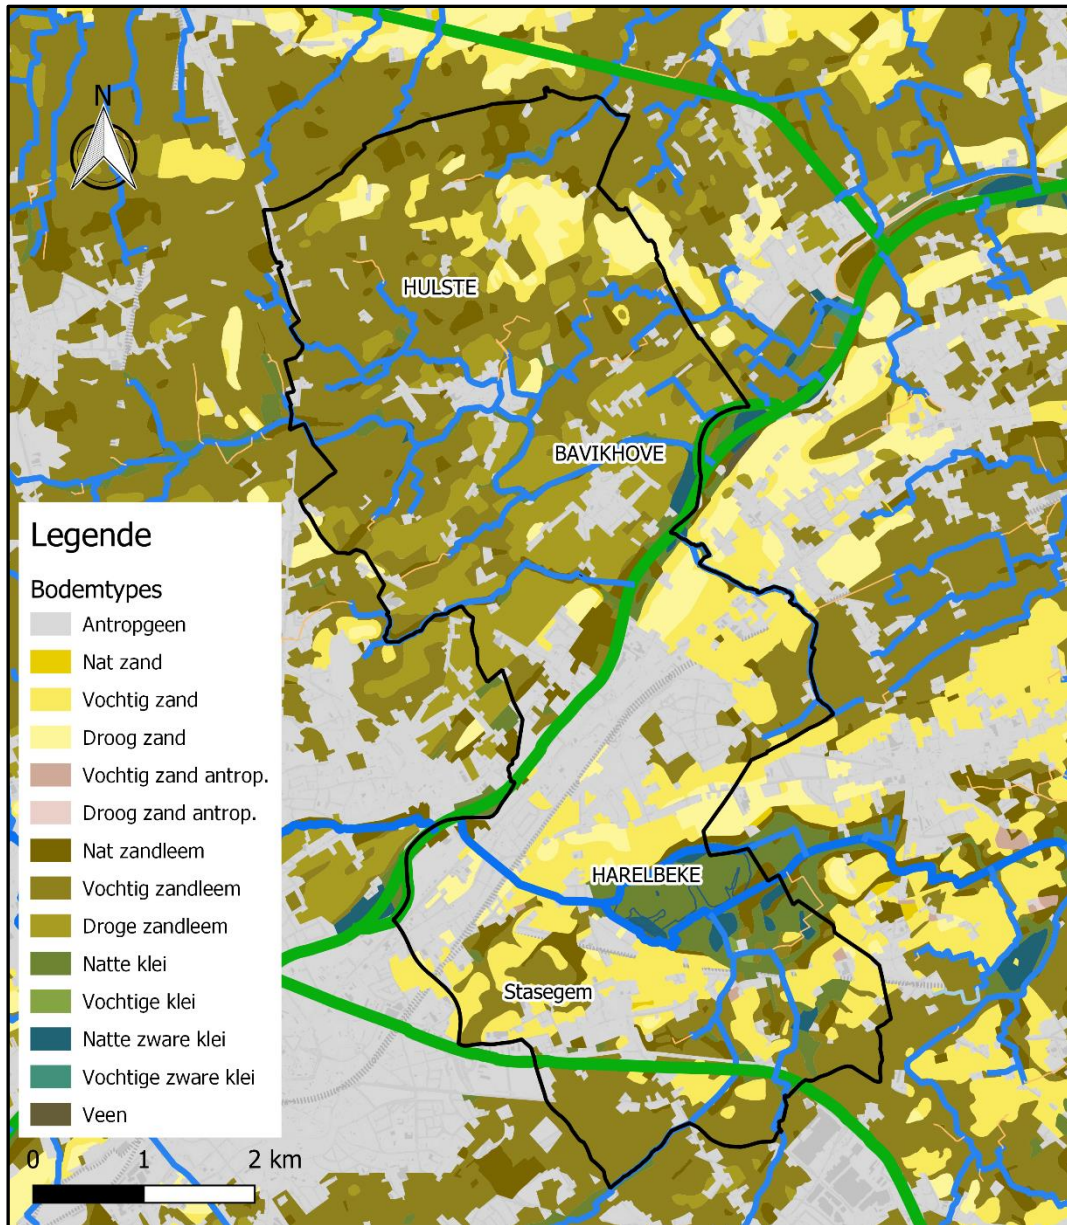 N
HULSTE
BAVIKHOVE
HARELBEKE
Stasegem
Legende
Bodemtypes
Antropgeen
Nat zand
Vochtig zand
Droog zand
Vochtig zand antrop.
Droog zand antrop.
Nat zandleem
Vochtig zandleem
Droge zandleem
Natte klei
Vochtige klei
Natte zware klei
Vochtige zware klei
Veen
0 1 2 km